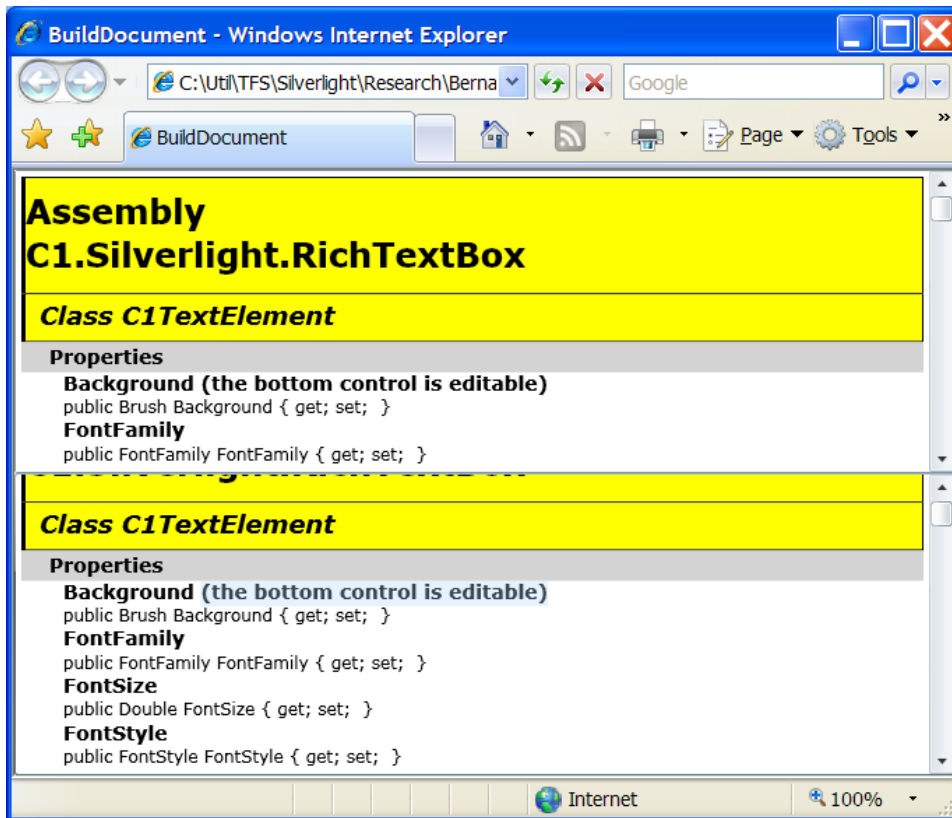 BuildDocument - Windows Internet Explorer
C:\Util\TFS\Silverlight\Research\Berna
Google
BuildDocument
Page
Tools
»
Assembly
C1.Silverlight.RichTextBox
Class C1TextElement
Properties
Background (the bottom control is editable)
public Brush Background { get; set;  }
FontFamily
public FontFamily FontFamily { get; set;  }
Class C1TextElement
Properties
Background (the bottom control is editable)
public Brush Background { get; set;  }
FontFamily
public FontFamily FontFamily { get; set;  }
FontSize
public Double FontSize { get; set;  }
FontStyle
public FontStyle FontStyle { get; set;  }
Internet
100%